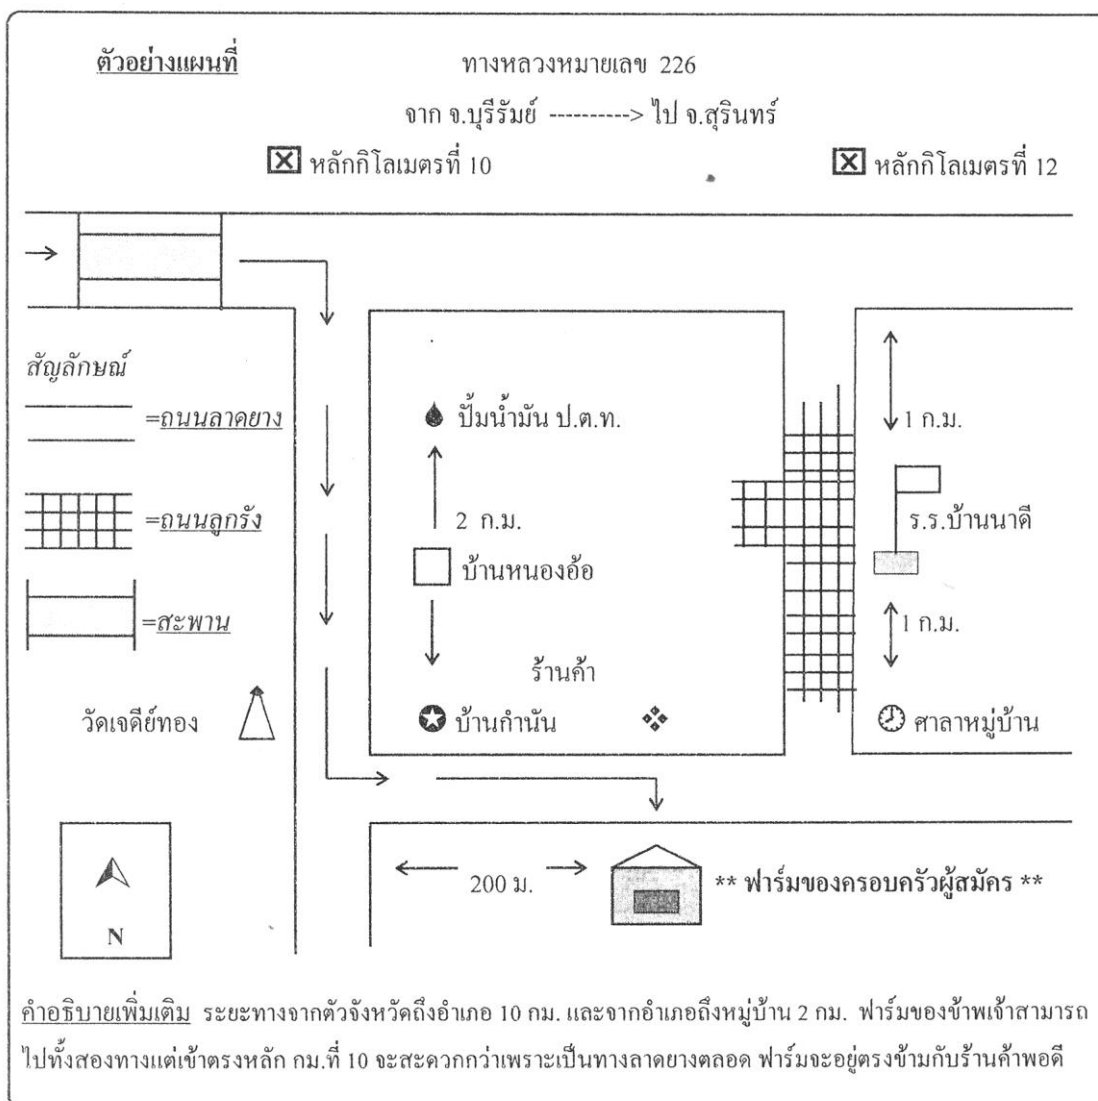 ตัวอย่างแผนที่
ทางหลวงหมายเลข 226
จาก จ.บุรีรัมย์ ----------> ไป จ.สุรินทร์
หลักกิโลเมตรที่ 10
หลักกิโลเมตรที่ 12
สัญลักษณ์
=ถนนลาดยาง
=ถนนลูกรัง
=สะพาน
วัดเจดีย์ทอง
N
ปั้มน้ำมัน ป.ต.ท.
2 ก.ม.
บ้านหนองอ้อ
ร้านค้า
บ้านกำนัน
1 ก.ม.
ร.ร.บ้านนาดี
1 ก.ม.
ศาลาหมู่บ้าน
200 ม.
** ฟาร์มของครอบครัวผู้สมัคร **
คำอธิบายเพิ่มเติม ระยะทางจากตัวจังหวัดถึงอำเภอ 10 กม. และจากอำเภอถึงหมู่บ้าน 2 กม. ฟาร์มของข้าพเจ้าสามารถ
ไปทั้งสองทางแต่เข้าตรงหลัก กม.ที่ 10 จะสะดวกกว่าเพราะเป็นทางลาดยางตลอด ฟาร์มจะอยู่ตรงข้ามกับร้านค้าพอดี